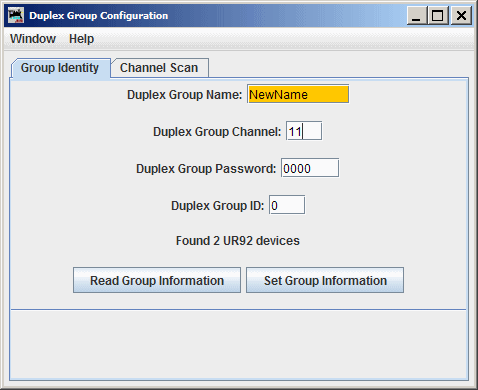 Duplex Group Configuration
Window Help
Group Identity Channel Scan
Duplex Group Name: NewName
Duplex Group Channel: 11
Duplex Group Password: 0000
Duplex Group ID: 0
Found 2 UR92 devices
Read Group Information Set Group Information